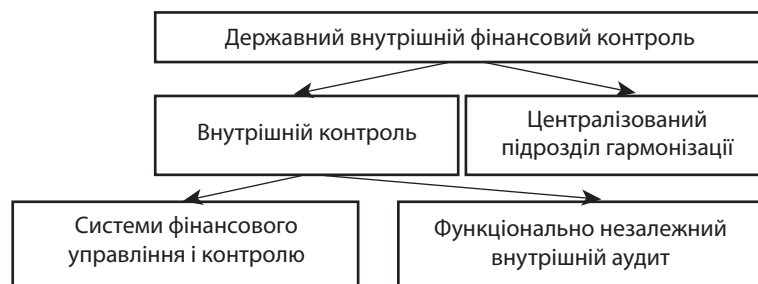 Державний внутрішній фінансовий контроль
Внутрішній контроль
Централізований
підрозділ гармонізації
Системи фінансового
управління і контролю
Функціонально незалежний
внутрішній аудит